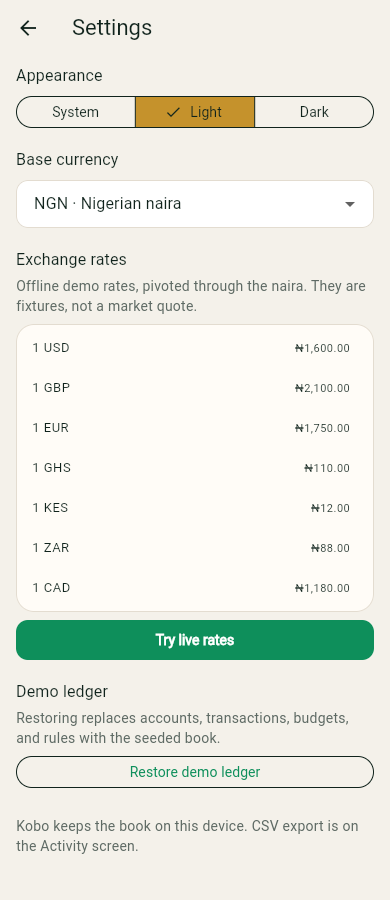 Settings
Appearance
System
Light
Dark
Base currency
NGN · Nigerian naira
Exchange rates
Offline demo rates, pivoted through the naira. They are
fixtures, not a market quote.
1 USD ₦1,600.00
1 GBP ₦2,100.00
1 EUR ₦1,750.00
1 GHS ₦110.00
1 KES ₦12.00
1 ZAR ₦88.00
1 CAD ₦1,180.00
Try live rates
Demo ledger
Restoring replaces accounts, transactions, budgets,
and rules with the seeded book.
Restore demo ledger
Kobo keeps the book on this device. CSV export is on
the Activity screen.